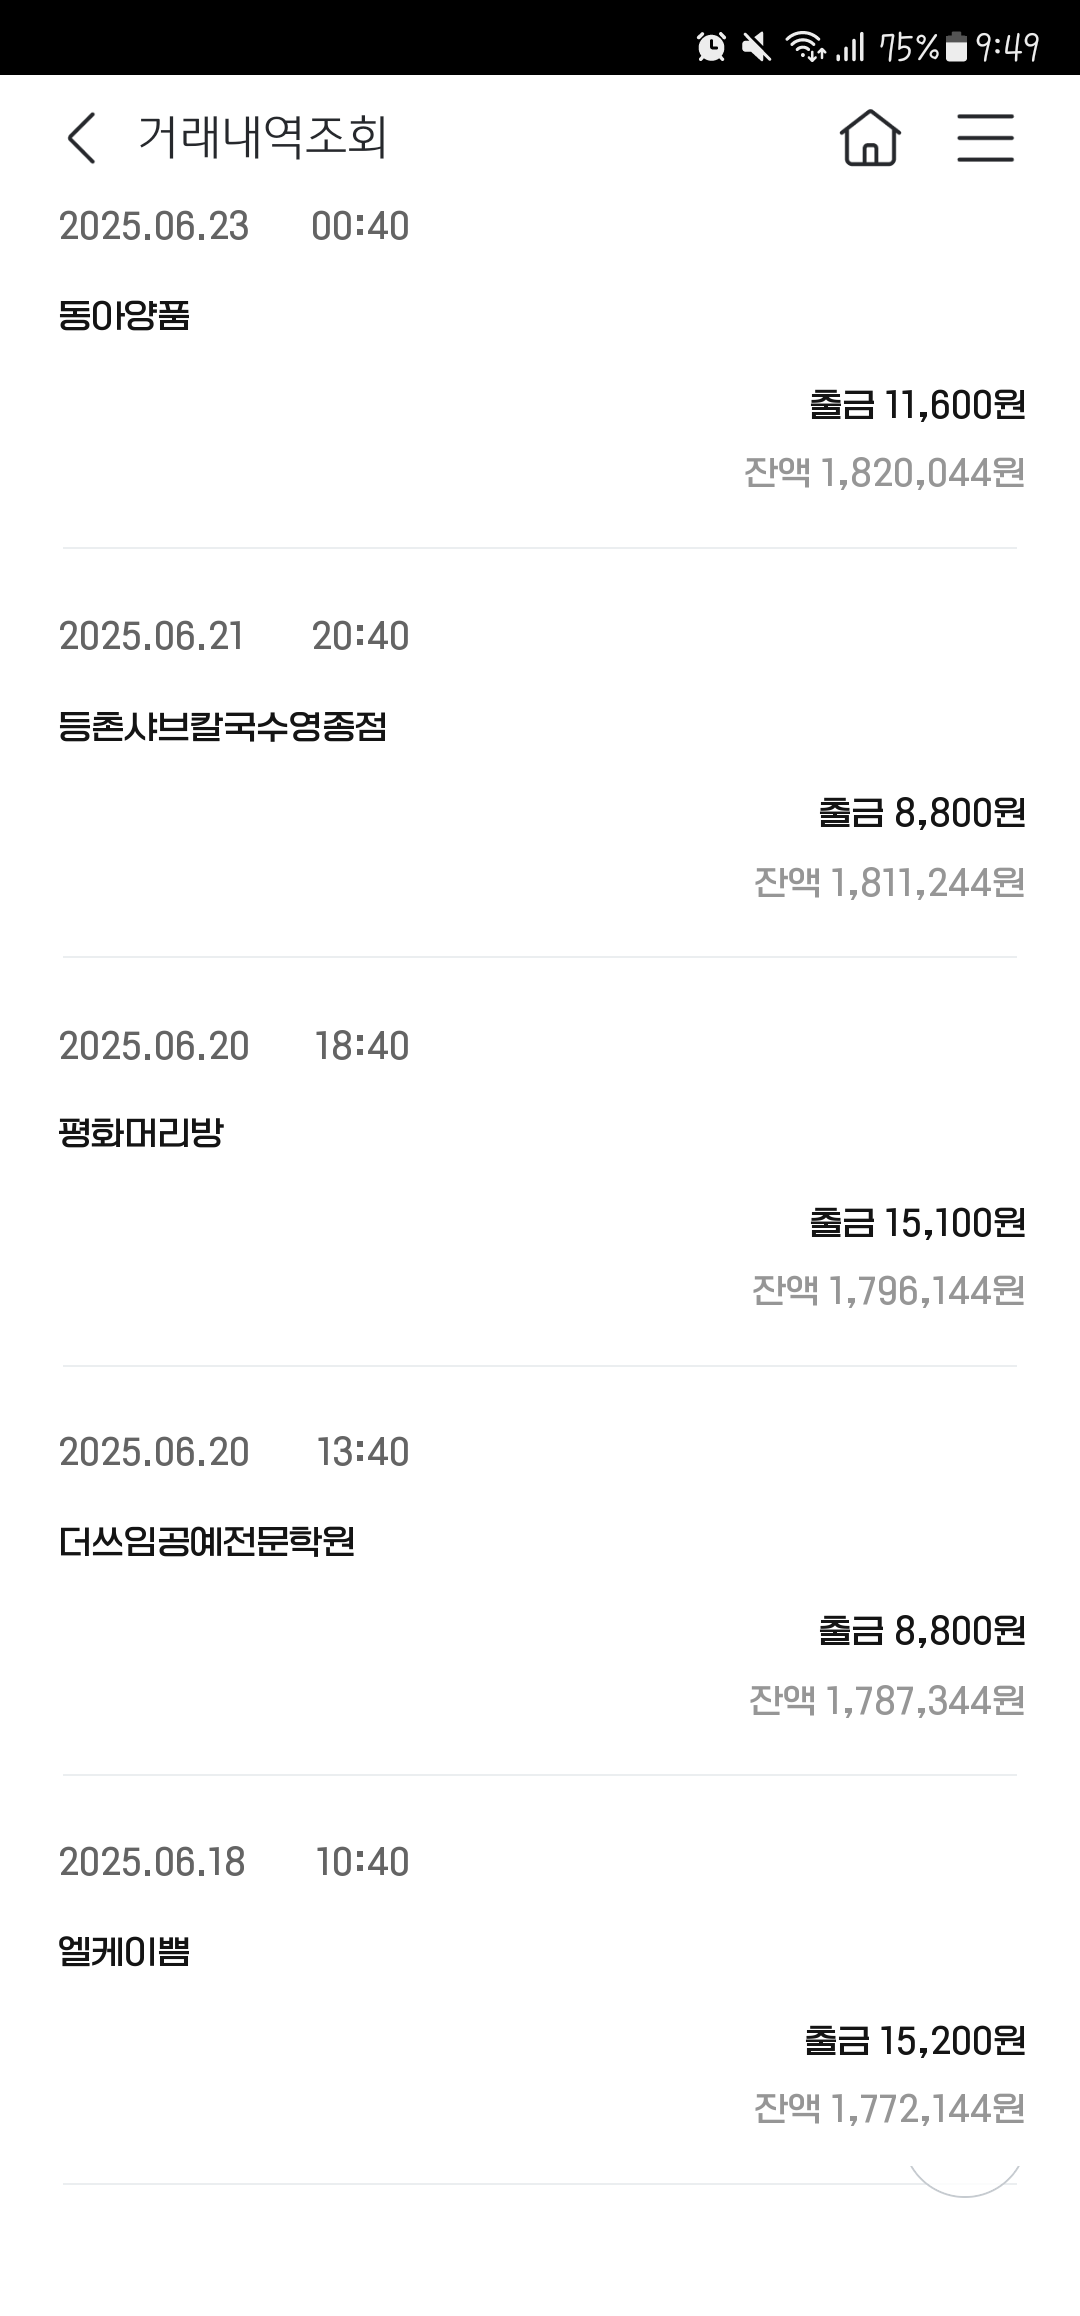 75% 9:49
거래내역조회
2025.06.23 00:40
동아양품
출금 11,600원
잔액 1,820,044원
2025.06.21 20:40
등촌샤브칼국수영종점
출금 8,800원
잔액 1,811,244원
2025.06.20 18:40
평화머리방
출금 15,100원
잔액 1,796,144원
2025.06.20 13:40
더쓰임공예전문학원
출금 8,800원
잔액 1,787,344원
2025.06.18 10:40
엘케이쁨
출금 15,200원
잔액 1,772,144원